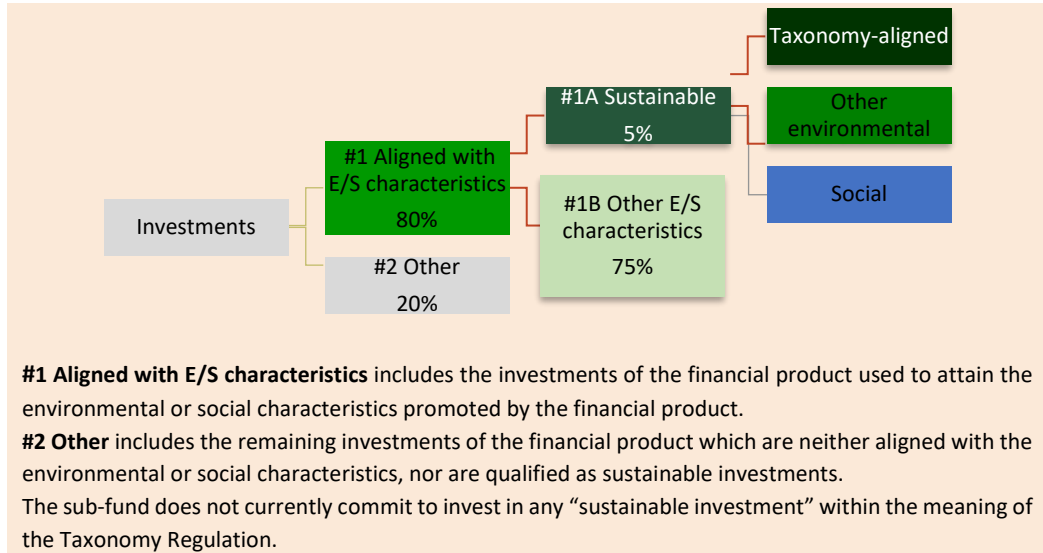 Taxonomy-aligned
#1A Sustainable
5%
Other
environmental
#1 Aligned with
E/S characteristics
80%
Social
#1B Other E/S
characteristics
75%
Investments
#2 Other
20%
#1 Aligned with E/S characteristics includes the investments of the financial product used to attain the
environmental or social characteristics promoted by the financial product.
#2 Other includes the remaining investments of the financial product which are neither aligned with the
environmental or social characteristics, nor are qualified as sustainable investments.
The sub-fund does not currently commit to invest in any “sustainable investment” within the meaning of
the Taxonomy Regulation.